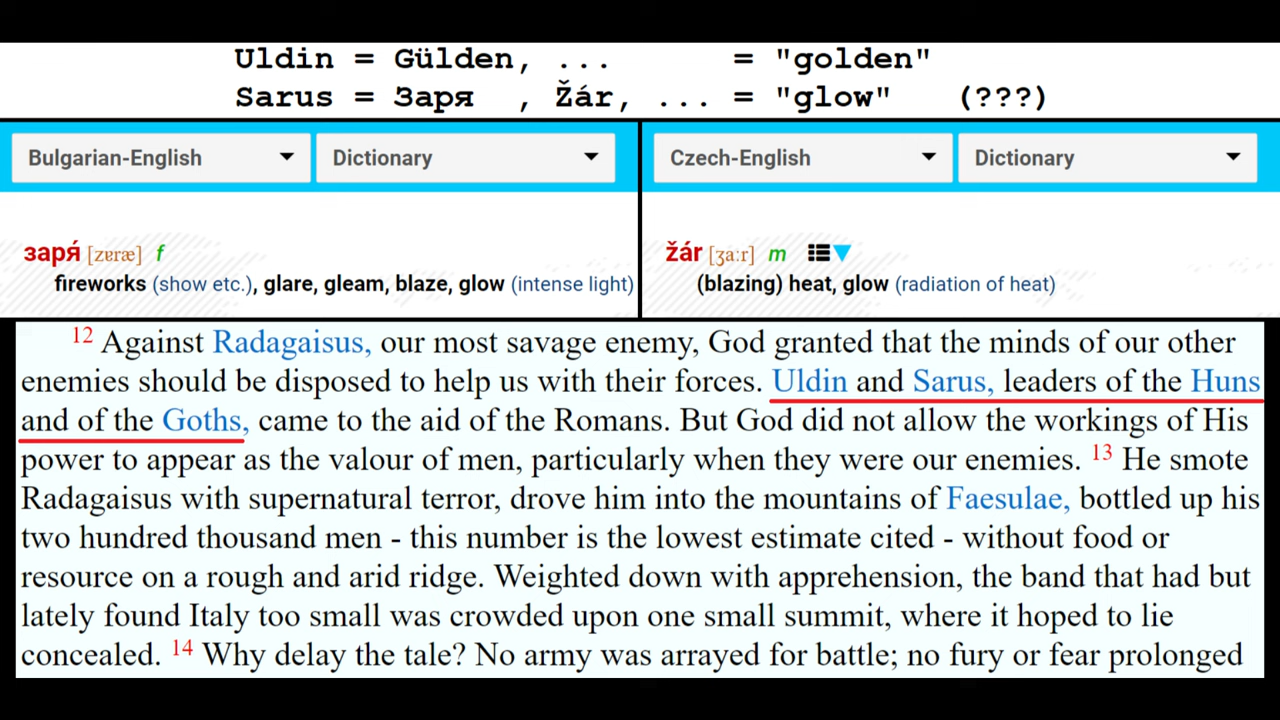 Uldin = Gülden, ... = "golden"
Sarus = Заря , Žár, ... = "glow" (???)
Bulgarian-English Dictionary Czech-English Dictionary
заря́ [zɐræ] f
fireworks (show etc.), glare, gleam, blaze, glow (intense light)
žár [ʒaːr] m
(blazing) heat, glow (radiation of heat)
12 Against Radagaisus, our most savage enemy, God granted that the minds of our other
enemies should be disposed to help us with their forces. Uldin and Sarus, leaders of the Huns
and of the Goths, came to the aid of the Romans. But God did not allow the workings of His
power to appear as the valour of men, particularly when they were our enemies. 13 He smote
Radagaisus with supernatural terror, drove him into the mountains of Faesulae, bottled up his
two hundred thousand men - this number is the lowest estimate cited - without food or
resource on a rough and arid ridge. Weighted down with apprehension, the band that had but
lately found Italy too small was crowded upon one small summit, where it hoped to lie
concealed. 14 Why delay the tale? No army was arrayed for battle; no fury or fear prolonged